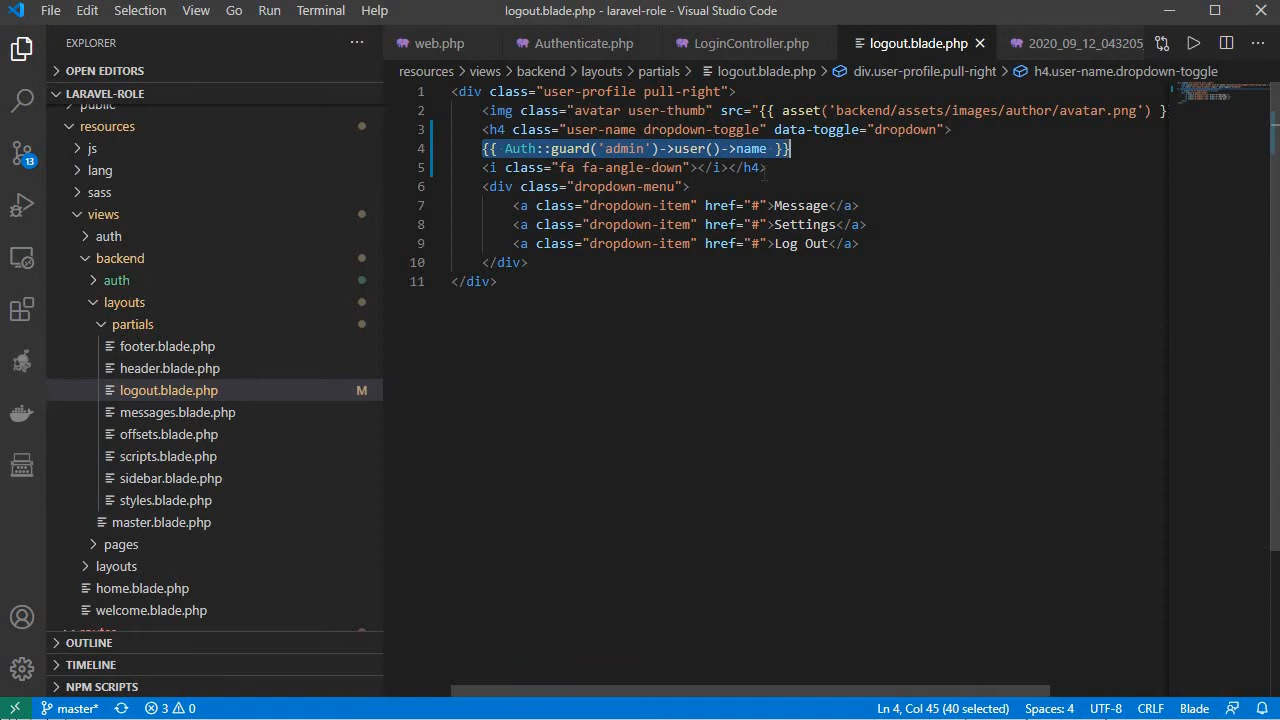 File Edit Selection View Go Run Terminal Help logout.blade.php - laravel-role - Visual Studio Code
EXPLORER
web.php Authenticate.php LoginController.php logout.blade.php 2020_09_12_043205
OPEN EDITORS
resources > views > backend > layouts > partials > logout.blade.php > div.user-profile.pull-right > h4.user-name.dropdown-toggle
LARAVEL-ROLE
public
resources
js
lang
sass
views
auth
backend
auth
layouts
partials
footer.blade.php
header.blade.php
logout.blade.php M
messages.blade.php
offsets.blade.php
scripts.blade.php
sidebar.blade.php
styles.blade.php
master.blade.php
pages
layouts
home.blade.php
welcome.blade.php
routes
OUTLINE
TIMELINE
NPM SCRIPTS
13
1 <div class="user-profile pull-right">
2 <img class="avatar user-thumb" src="{{ asset('backend/assets/images/author/avatar.png') }
3 <h4 class="user-name dropdown-toggle" data-toggle="dropdown">
4 {{ Auth::guard('admin')->user()->name }}
5 <i class="fa fa-angle-down"></i></h4>
6 <div class="dropdown-menu">
7 <a class="dropdown-item" href="#">Message</a>
8 <a class="dropdown-item" href="#">Settings</a>
9 <a class="dropdown-item" href="#">Log Out</a>
10 </div>
11 </div>
master* 3 0 Ln 4, Col 45 (40 selected) Spaces: 4 UTF-8 CRLF Blade